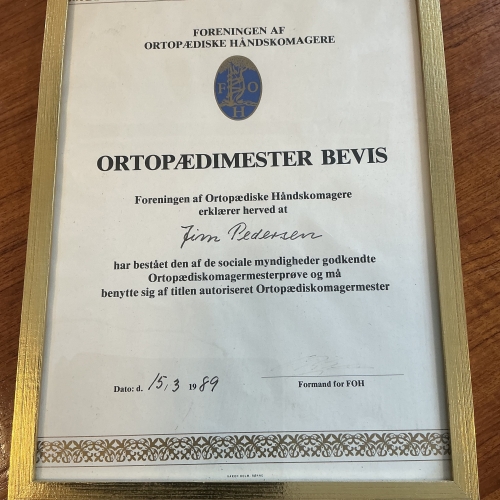 FORENINGEN AF
ORTOPÆDISKE HÅNDSKOMAGERE
F O
H
ORTOPÆDIMESTER BEVIS
Foreningen af Ortopædiske Håndskomagere
erklærer herved at
Jim Pedersen
har bestået den af de sociale myndigheder godkendte
Ortopædiskomagermesterprøve og må
benytte sig af titlen autoriseret Ortopædiskomagermester
Dato: d. 15,3 1989
Formand for FOH